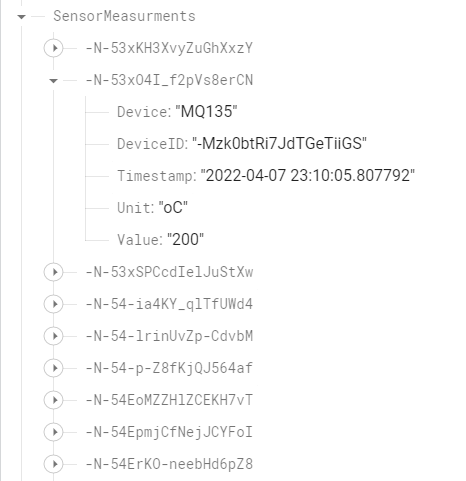 SensorMeasurments
-N-53xKH3XvyZuGhXxzY
-N-53xO4I_f2pVs8erCN
Device: "MQ135"
DeviceID: "-Mzk0btRi7JdTGeTiiGS"
Timestamp: "2022-04-07 23:10:05.807792"
Unit: "oC"
Value: "200"
-N-53xSPCcdIelJuStXw
-N-54-ia4KY_qlTfUWd4
-N-54-lrinUvZp-CdvbM
-N-54-p-Z8fKjQJ564af
-N-54EoMZZHlZCEKH7vT
-N-54EpmjCfNejJCYFoI
-N-54ErKO-neebHd6pZ8